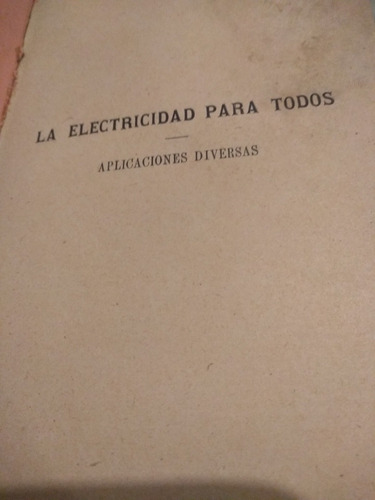 LA ELECTRICIDAD PARA TODOS
APLICACIONES DIVERSAS